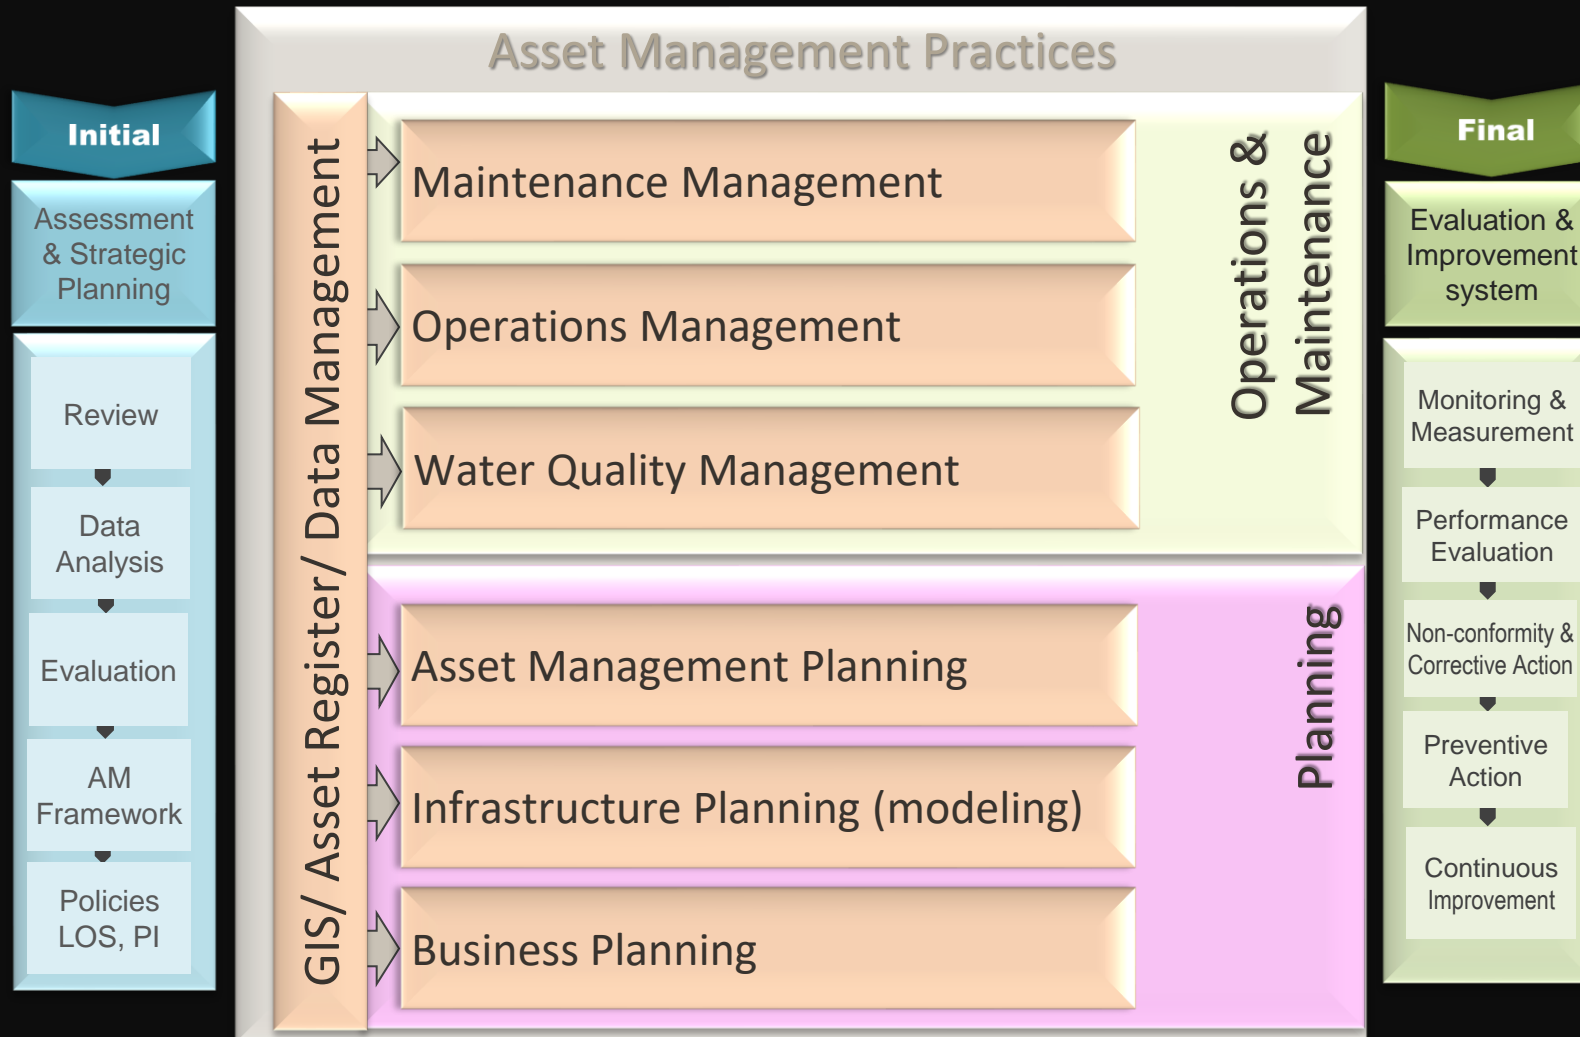 Asset Management Practices
Initial
Assessment
& Strategic
Planning
Review
Data
Analysis
Evaluation
AM
Framework
Policies
LOS, PI
GIS/ Asset Register/ Data Management
Maintenance Management
Operations Management
Water Quality Management
Operations &
Maintenance
Asset Management Planning
Infrastructure Planning (modeling)
Business Planning
Planning
Final
Evaluation &
Improvement
system
Monitoring &
Measurement
Performance
Evaluation
Non-conformity &
Corrective Action
Preventive
Action
Continuous
Improvement